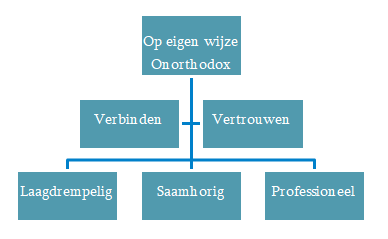 Op eigen wijze
Onorthodox
Verbinden
Vertrouwen
Laagdrempelig
Saamhorig
Professioneel